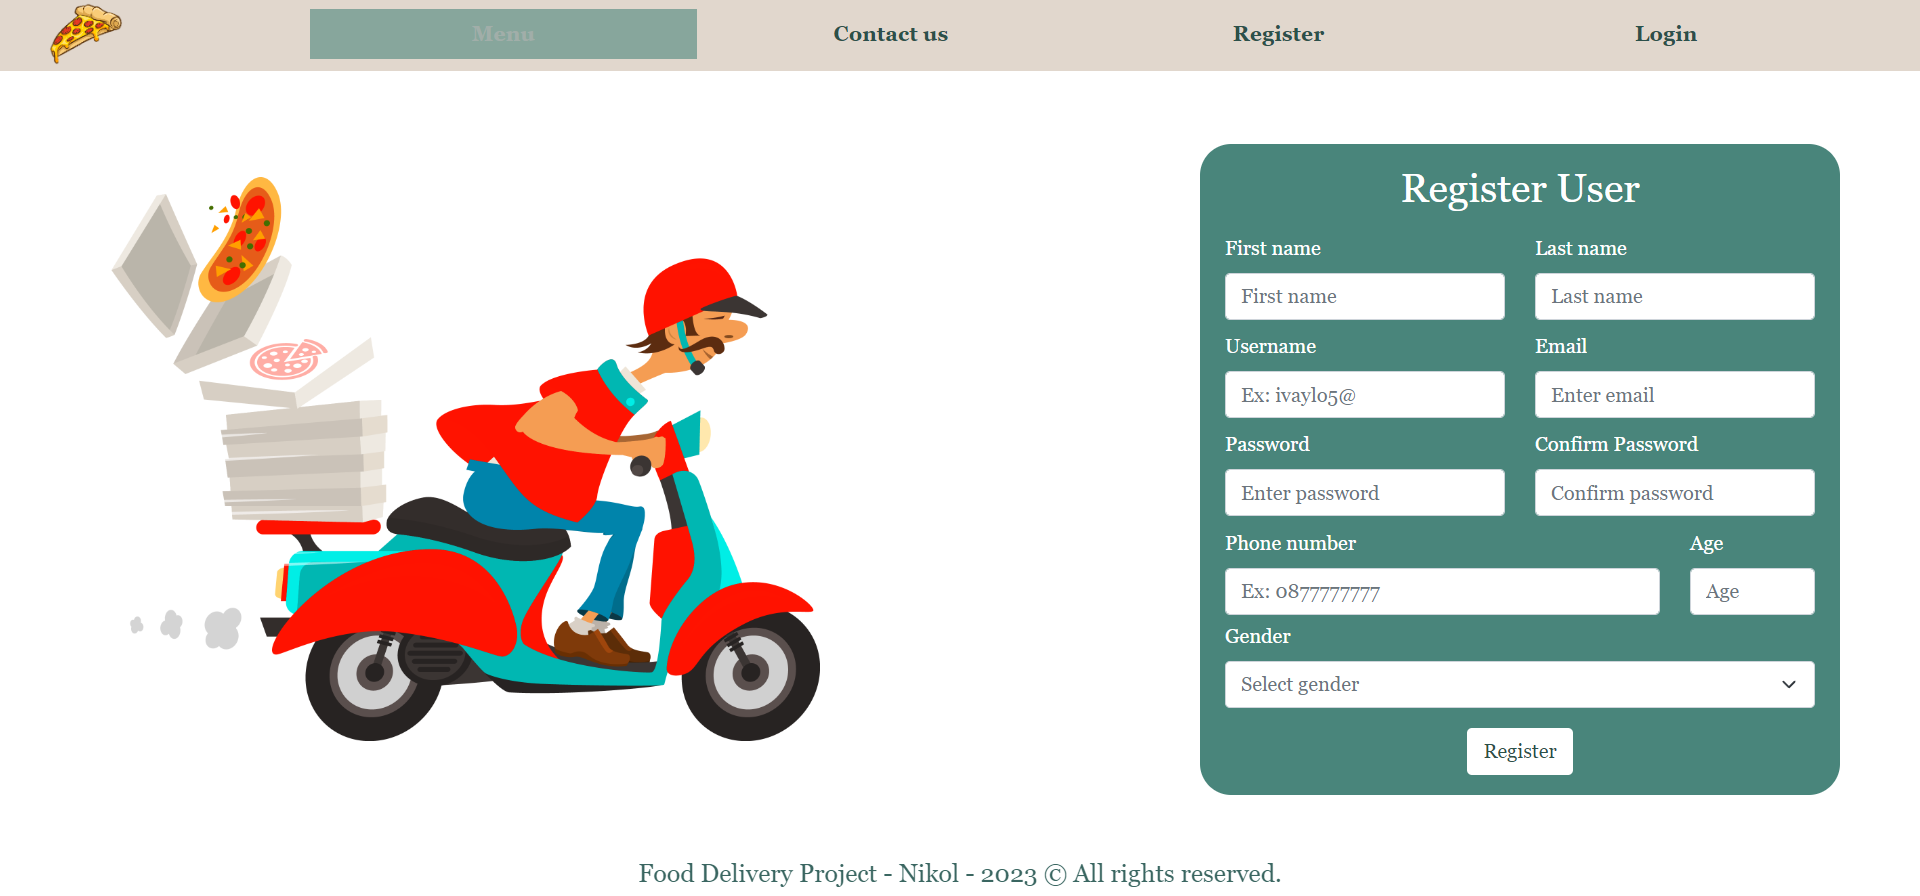 Menu Contact us Register Login
Register User
First name Last name
First name Last name
Username Email
Ex: ivaylo5@ Enter email
Password Confirm Password
Enter password Confirm password
Phone number Age
Ex: 0877777777 Age
Gender
Select gender
Register
Food Delivery Project - Nikol - 2023 © All rights reserved.